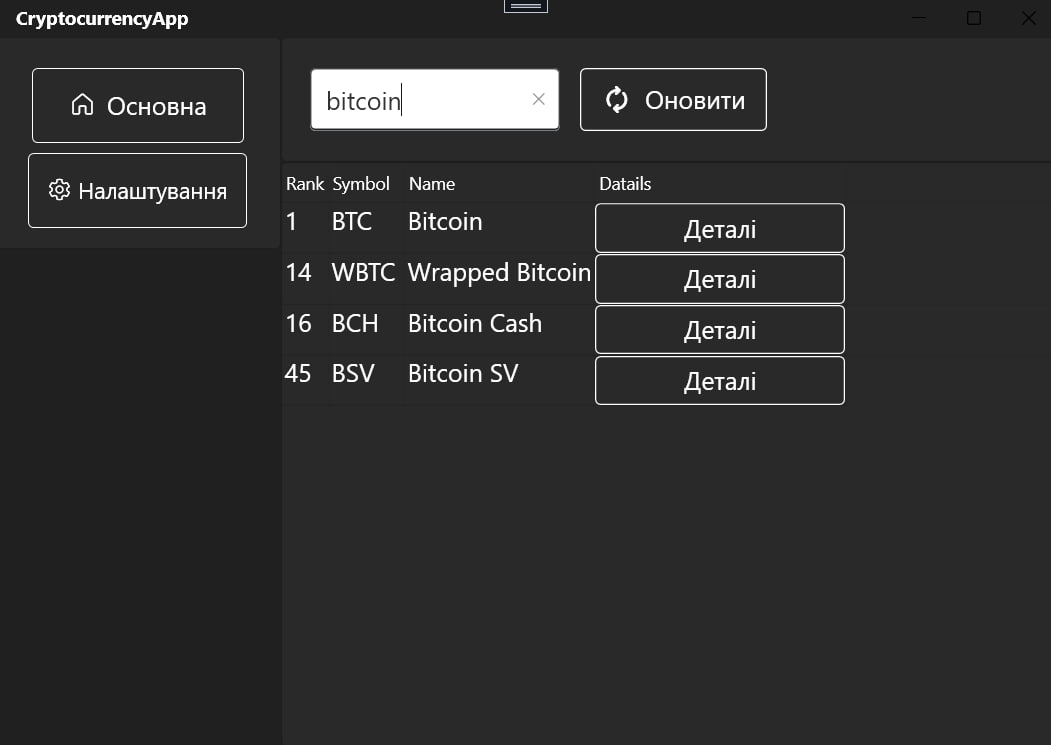 CryptocurrencyApp
Основна
Налаштування
bitcoin
Оновити
Rank Symbol Name Datails
1 BTC Bitcoin Деталі
14 WBTC Wrapped Bitcoin Деталі
16 BCH Bitcoin Cash Деталі
45 BSV Bitcoin SV Деталі